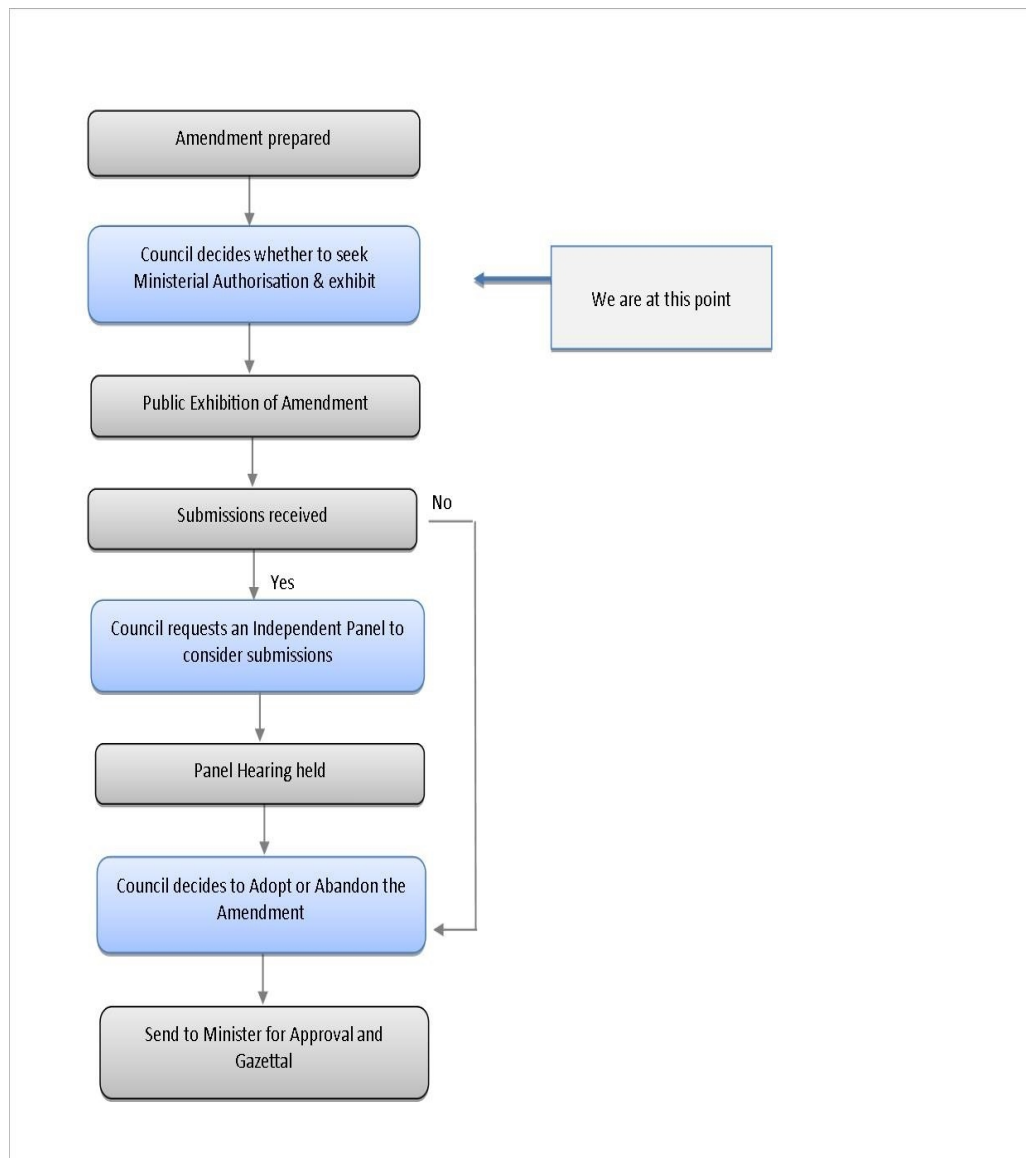 Amendment prepared
Council decides whether to seek
Ministerial Authorisation & exhibit
We are at this point
Public Exhibition of Amendment
Submissions received
No
Yes
Council requests an Independent Panel to
consider submissions
Panel Hearing held
Council decides to Adopt or Abandon the
Amendment
Send to Minister for Approval and
Gazettal